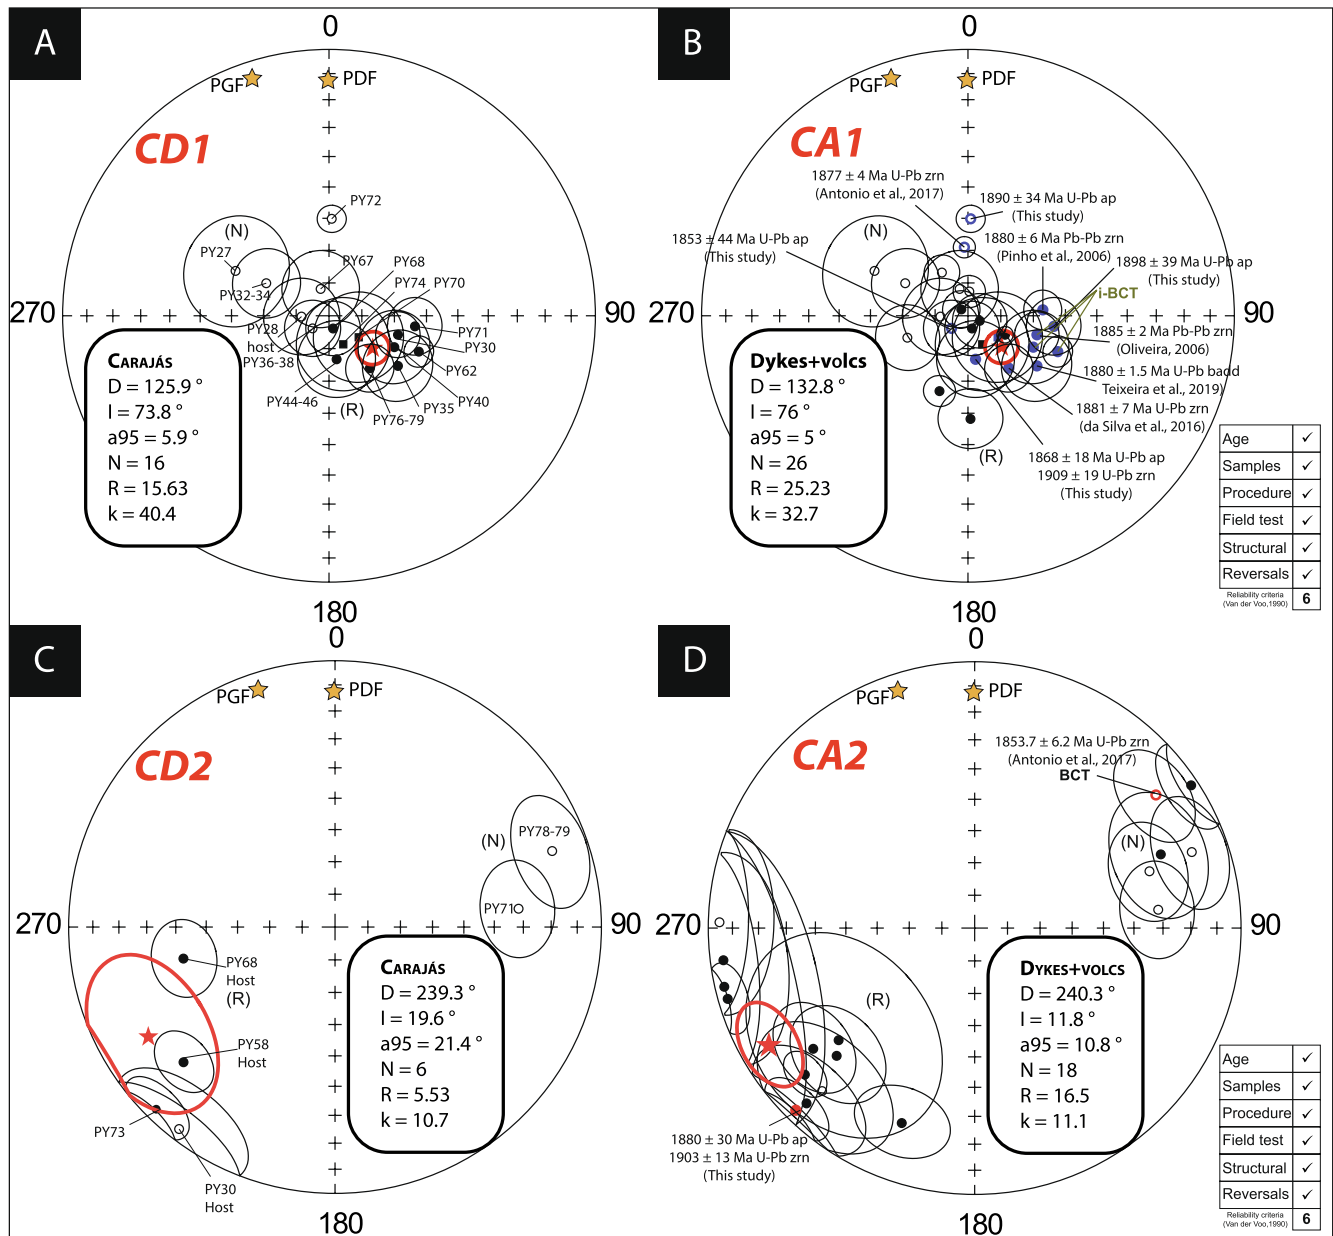 A
0
PGF
PDF
CD1
PY72
(N)
PY27
PY67
PY68
PY32-34
PY74
PY70
270
90
PY28
host
PY71
PY30
PY36-38
PY62
PY44-46
(R)
PY40
PY35
PY76-79
CARAJÁS
D = 125.9 °
I = 73.8 °
a95 = 5.9 °
N = 16
R = 15.63
k = 40.4
180
B
0
PGF
PDF
CA1
1877 ± 4 Ma U-Pb zrn
(Antonio et al., 2017)
1890 ± 34 Ma U-Pb ap
(This study)
(N)
1853 ± 44 Ma U-Pb ap
(This study)
1880 ± 6 Ma Pb-Pb zrn
(Pinho et al., 2006)
1898 ± 39 Ma U-Pb ap
(This study)
i-BCT
270
90
1885 ± 2 Ma Pb-Pb zrn
(Oliveira, 2006)
1880 ± 1.5 Ma U-Pb badd
Teixeira et al., 2019)
1881 ± 7 Ma U-Pb zrn
(da Silva et al., 2016)
(R)
1868 ± 18 Ma U-Pb ap
1909 ± 19 U-Pb zrn
(This study)
DYKES+VOLCS
D = 132.8 °
I = 76 °
a95 = 5 °
N = 26
R = 25.23
k = 32.7
180
Age ✓
Samples ✓
Procedure ✓
Field test ✓
Structural ✓
Reversals ✓
Reliability criteria
(Van der Voo,1990) 6
C
0
PGF
PDF
CD2
(N)
PY78-79
PY71
270
90
PY68
Host
(R)
PY58
Host
PY73
PY30
Host
CARAJÁS
D = 239.3 °
I = 19.6 °
a95 = 21.4 °
N = 6
R = 5.53
k = 10.7
180
D
0
PGF
PDF
CA2
1853.7 ± 6.2 Ma U-Pb zrn
(Antonio et al., 2017)
BCT
(N)
270
90
(R)
1880 ± 30 Ma U-Pb ap
1903 ± 13 Ma U-Pb zrn
(This study)
DYKES+VOLCS
D = 240.3 °
I = 11.8 °
a95 = 10.8 °
N = 18
R = 16.5
k = 11.1
180
Age ✓
Samples ✓
Procedure ✓
Field test ✓
Structural ✓
Reversals ✓
Reliability criteria
(Van der Voo,1990) 6